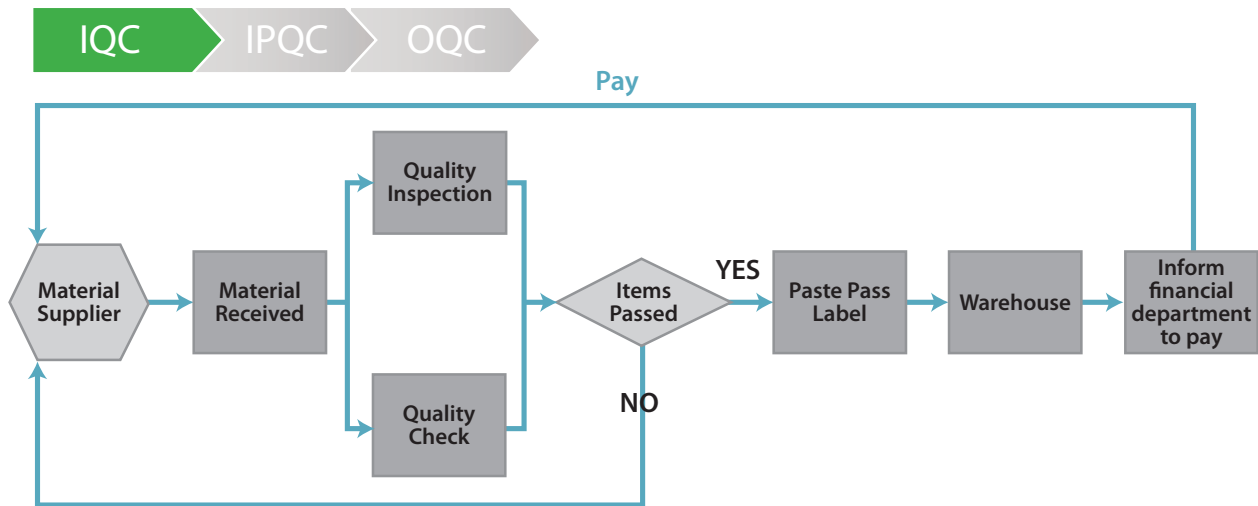 IQC
IPQC
OQC
Pay
Material
Supplier
Material
Received
Quality
Inspection
Quality
Check
Items
Passed
YES
NO
Paste Pass
Label
Warehouse
Inform
financial
department
to pay